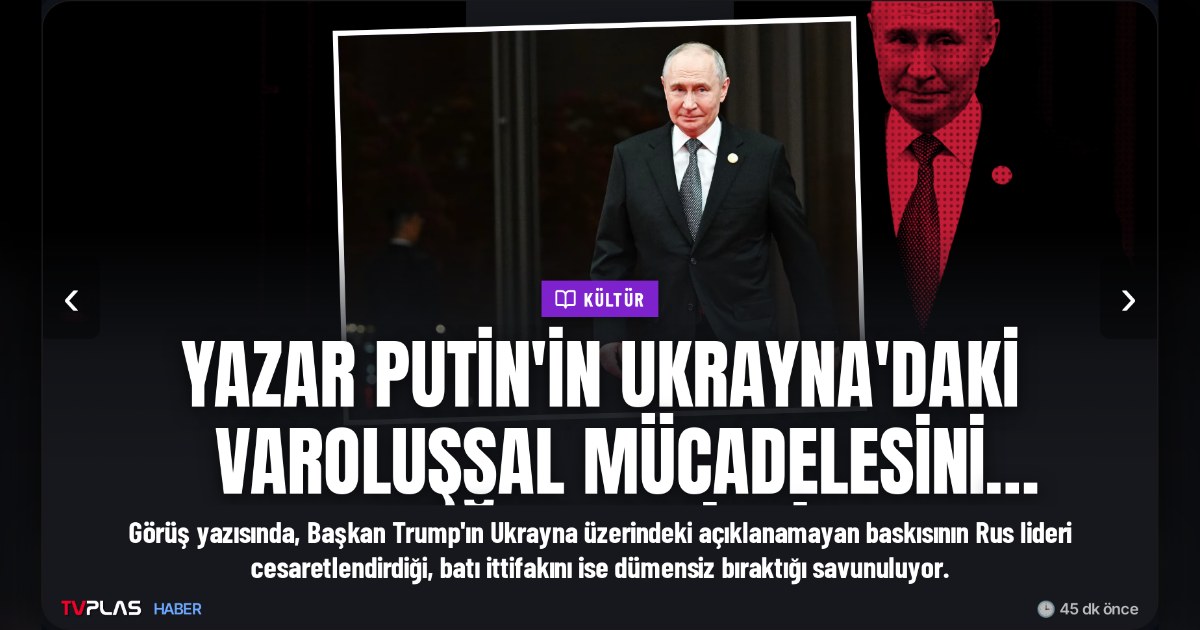 KÜLTÜR
YAZAR PUTİN'İN UKRAYNA'DAKİ
VAROLUŞSAL MÜCADELESİNİ...
Görüş yazısında, Başkan Trump'ın Ukrayna üzerindeki açıklanamayan baskısının Rus lideri
cesaretlendirdiği, batı ittifakını ise dümensiz bıraktığı savunuluyor.
TVPLAS HABER
45 dk önce